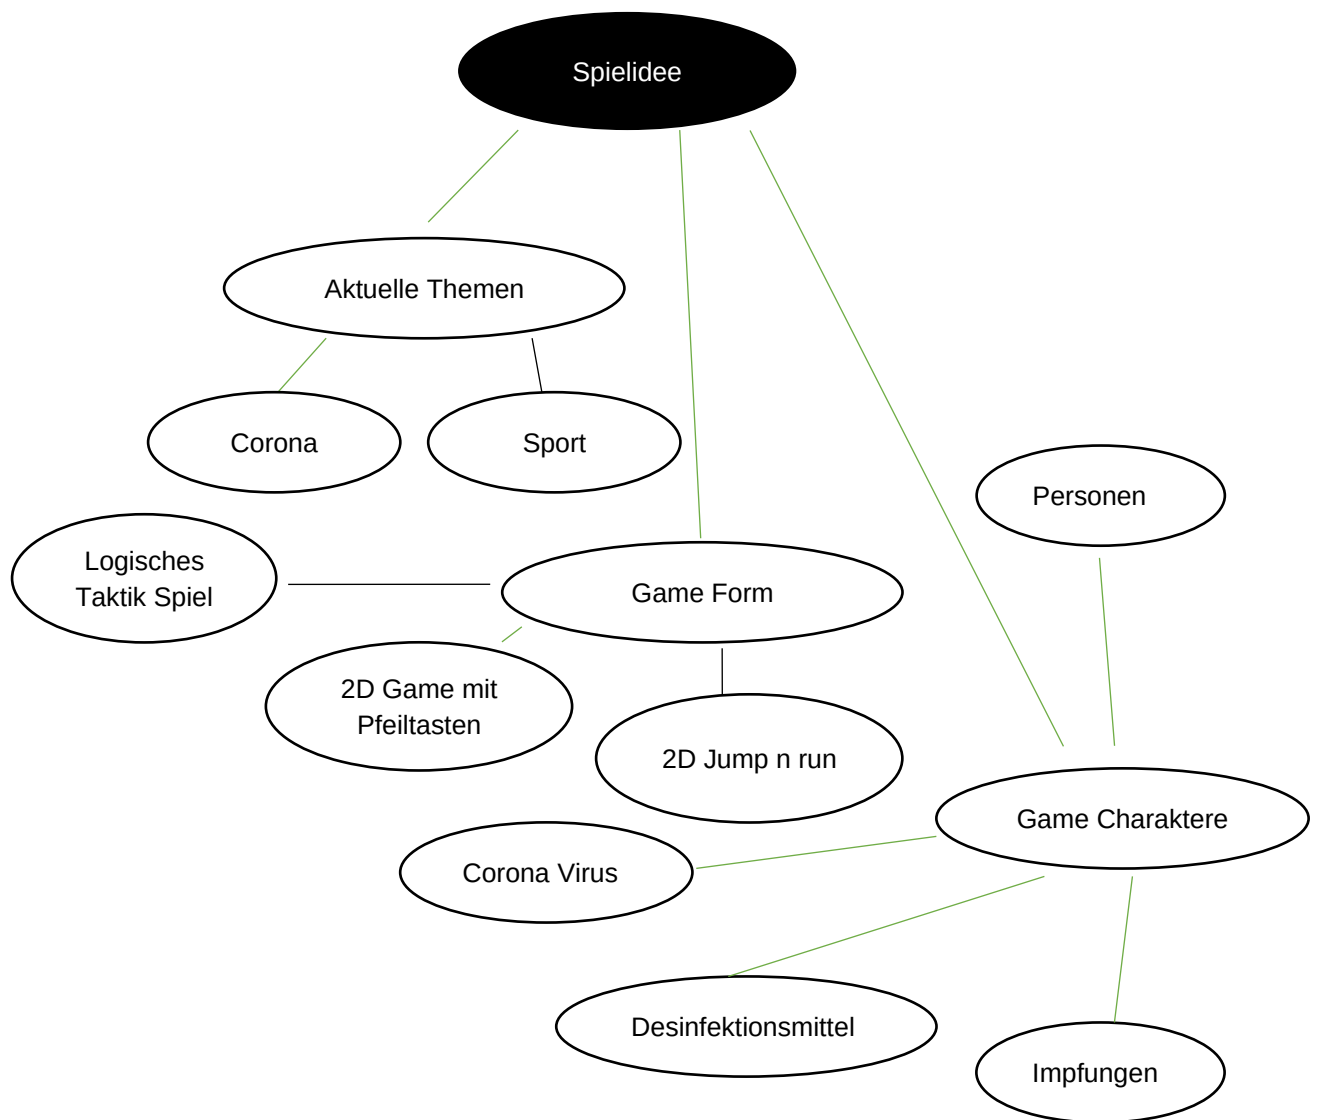 Spielidee
Aktuelle Themen
Corona
Sport
Personen
Logisches
Taktik Spiel
Game Form
2D Game mit
Pfeiltasten
2D Jump n run
Game Charaktere
Corona Virus
Desinfektionsmittel
Impfungen